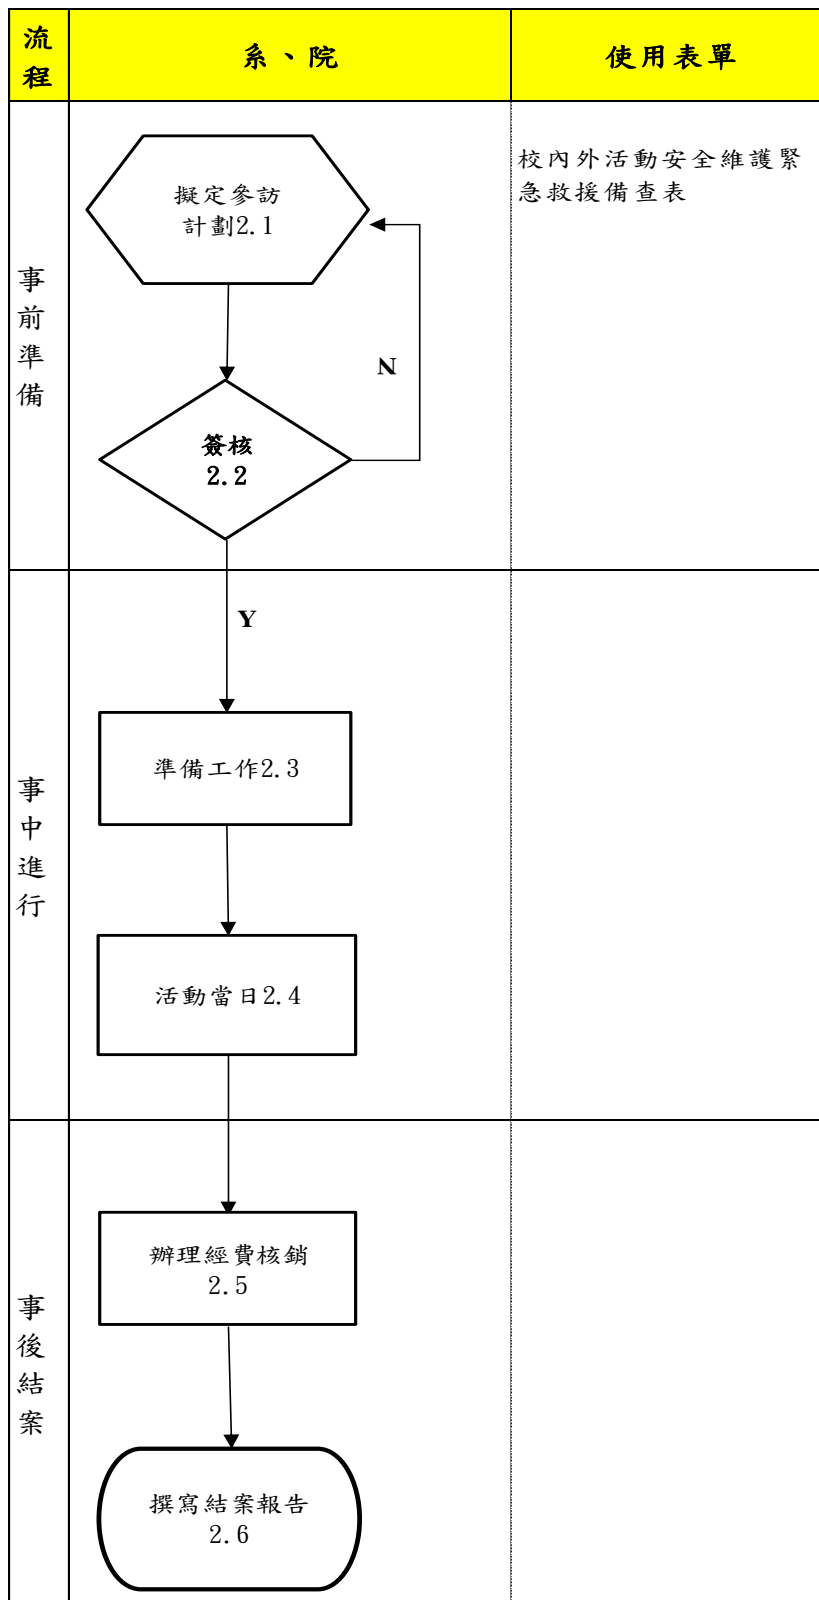 流程
系、院
使用表單
事前準備
擬定參訪
計劃2.1
校內外活動安全維護緊
急救援備查表
N
簽核
2.2
Y
事中進行
準備工作2.3
活動當日2.4
事後結案
辦理經費核銷
2.5
撰寫結案報告
2.6